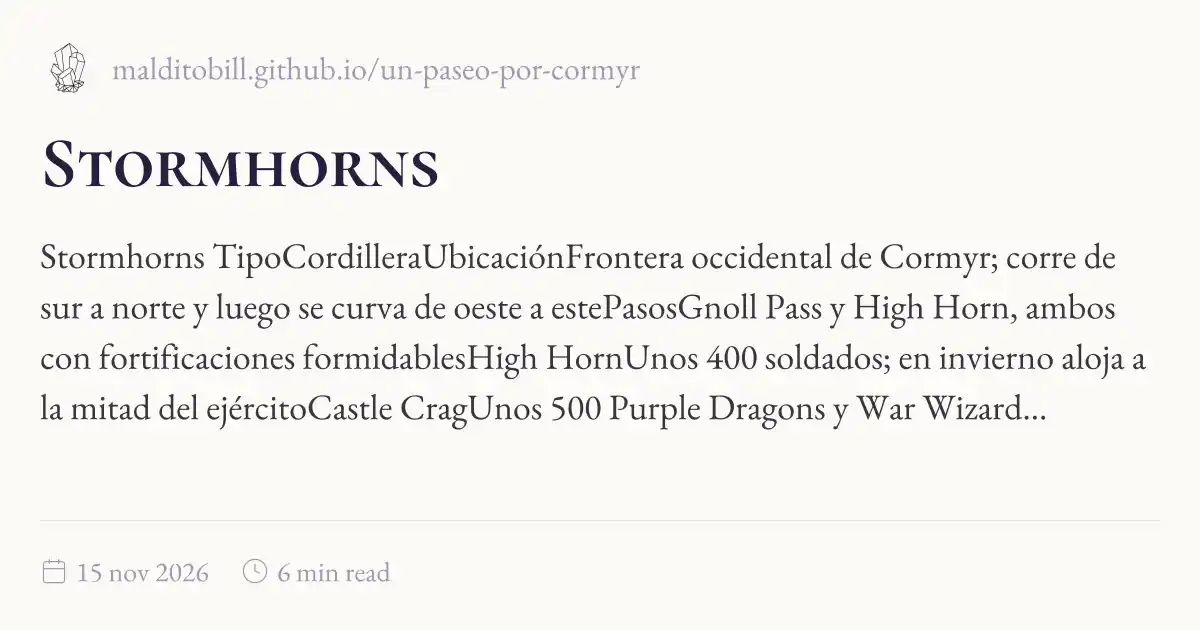 malditobill.github.io/un-paseo-por-cormyr
Stormhorns
Stormhorns TipoCordilleraUbicaciónFrontera occidental de Cormyr; corre de
sur a norte y luego se curva de oeste a estePasosGnoll Pass y High Horn, ambos
con fortificaciones formidablesHigh HornUnos 400 soldados; en invierno aloja a
la mitad del ejércitoCastle CragUnos 500 Purple Dragons y War Wizard...
15 nov 2026
6 min read